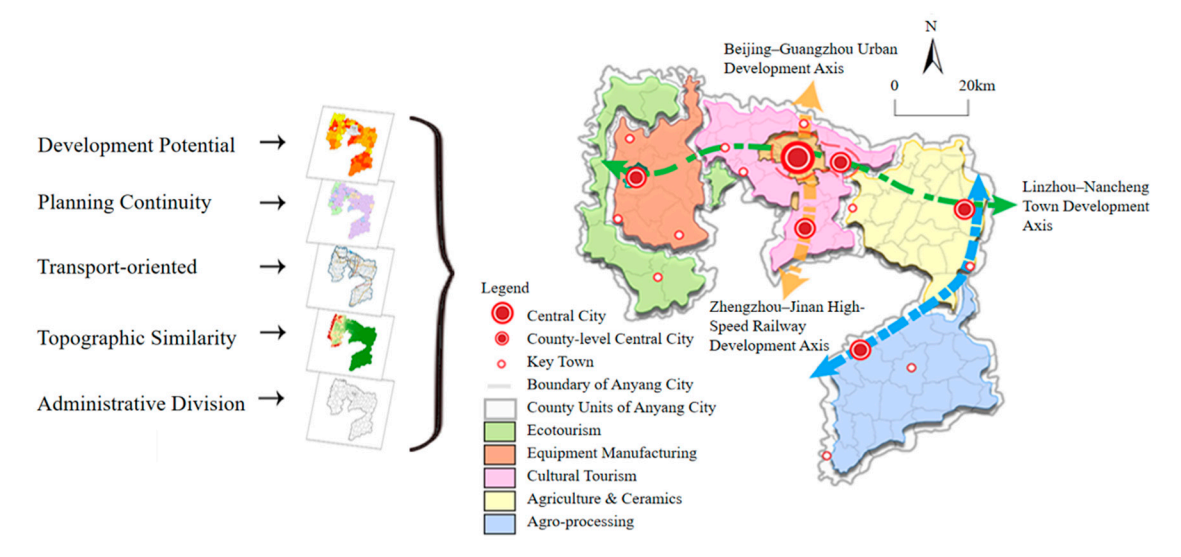 Development Potential
Planning Continuity
Transport-oriented
Topographic Similarity
Administrative Division
Beijing–Guangzhou Urban
Development Axis
N
0
20km
Linzhou–Nancheng
Town Development
Axis
Zhengzhou–Jinan High-
Speed Railway
Development Axis
Legend
Central City
County-level Central City
Key Town
Boundary of Anyang City
County Units of Anyang City
Ecotourism
Equipment Manufacturing
Cultural Tourism
Agriculture & Ceramics
Agro-processing